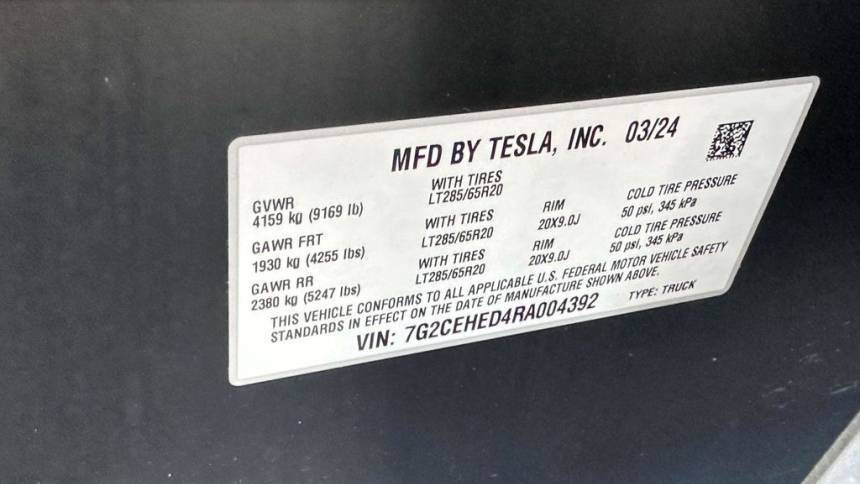 MFD BY TESLA, INC. 03/24
GVWR WITH TIRES
4159 kg (9169 lb) LT285/65R20
GAWR FRT WITH TIRES RIM COLD TIRE PRESSURE
1930 kg (4255 lbs) LT285/65R20 20X9.0J 50 psi, 345 kPa
GAWR RR WITH TIRES RIM COLD TIRE PRESSURE
2380 kg (5247 lbs) LT285/65R20 20X9.0J 50 psi, 345 kPa
THIS VEHICLE CONFORMS TO ALL APPLICABLE U.S. FEDERAL MOTOR VEHICLE SAFETY
STANDARDS IN EFFECT ON THE DATE OF MANUFACTURE SHOWN ABOVE.
VIN: 7G2CEHED4RA004392 TYPE: TRUCK